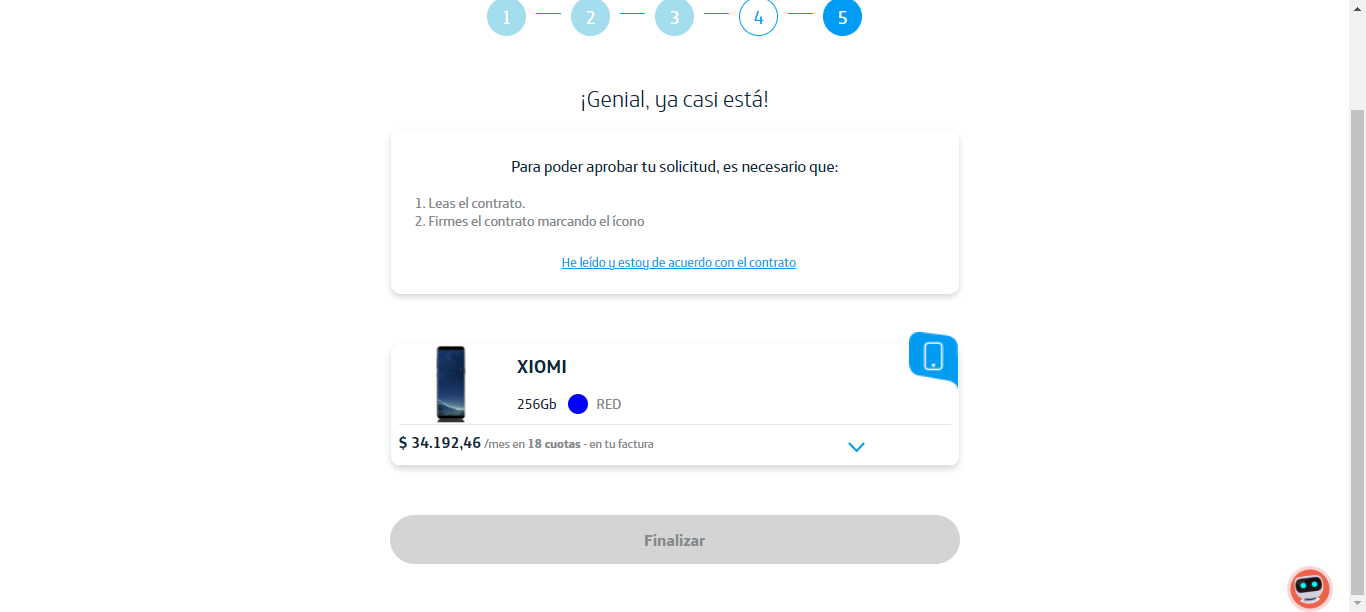 1 2 3 4 5
¡Genial, ya casi está!
Para poder aprobar tu solicitud, es necesario que:
1. Leas el contrato.
2. Firmes el contrato marcando el ícono
He leído y estoy de acuerdo con el contrato
XIOMI
256Gb RED
$ 34.192,46 /mes en 18 cuotas - en tu factura
Finalizar